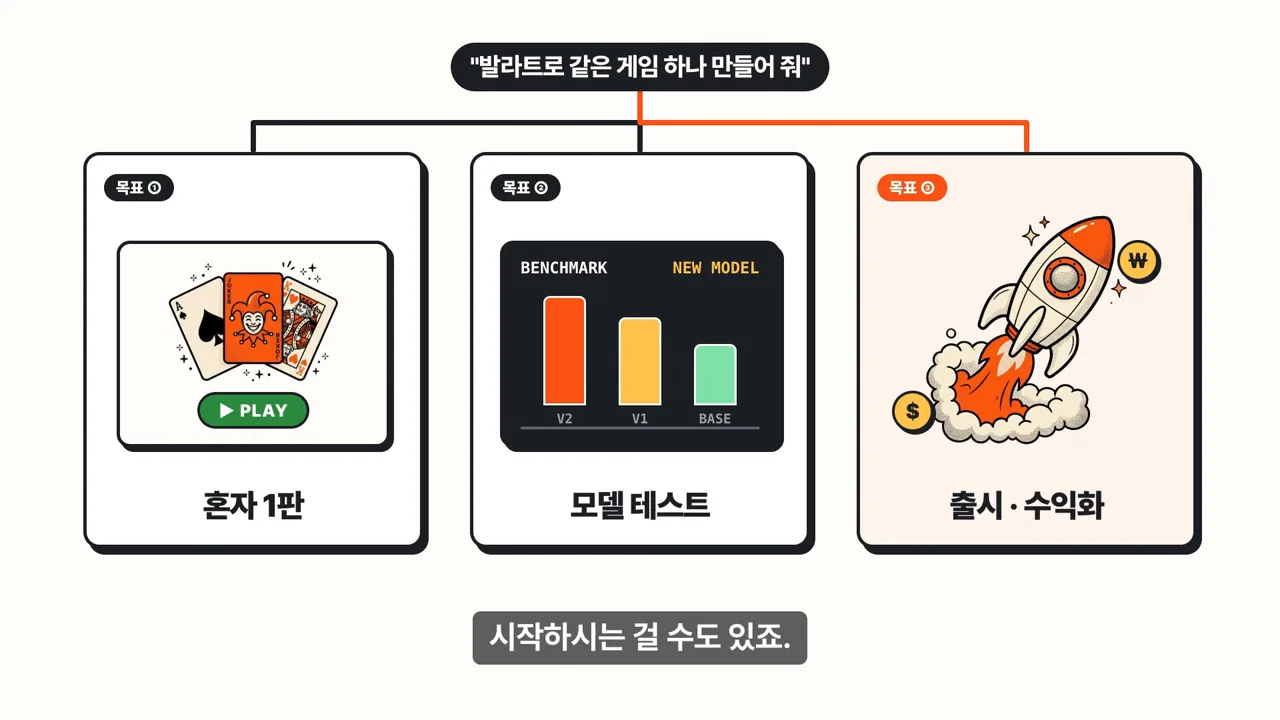 "발라트로 같은 게임 하나 만들어 줘"
목표 ①
JOKER
A
K
JOKER
K
▶ PLAY
혼자 1판
목표 ②
BENCHMARK NEW MODEL
V2 V1 BASE
모델 테스트
목표 ③
₩
$
출시 · 수익화
시작하시는 걸 수도 있죠.